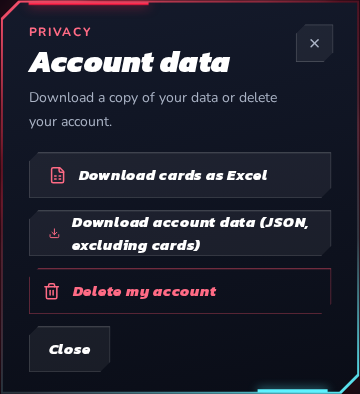 PRIVACY
Account data
Download a copy of your data or delete
your account.
Download cards as Excel
Download account data (JSON,
excluding cards)
Delete my account
Close